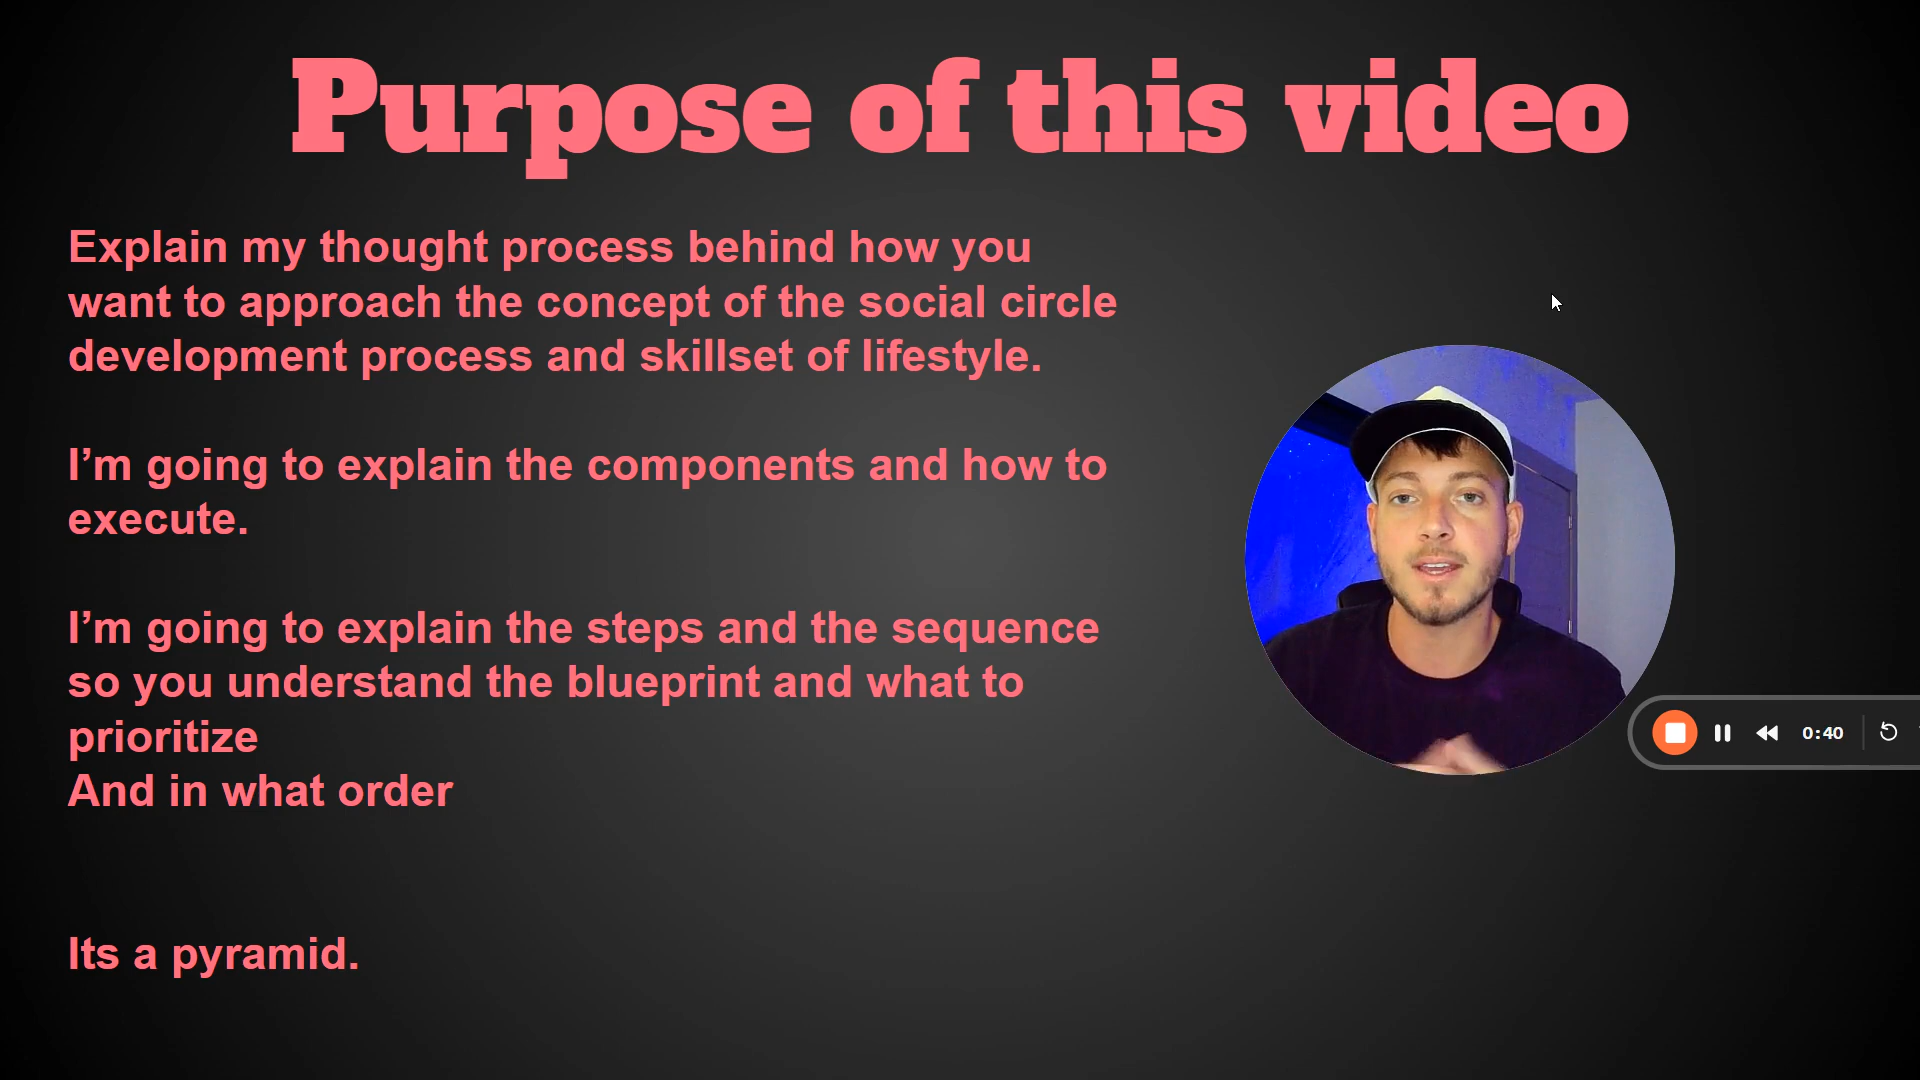 Purpose of this video
Explain my thought process behind how you
want to approach the concept of the social circle
development process and skillset of lifestyle.
I’m going to explain the components and how to
execute.
I’m going to explain the steps and the sequence
so you understand the blueprint and what to
prioritize
And in what order
Its a pyramid.
0:40